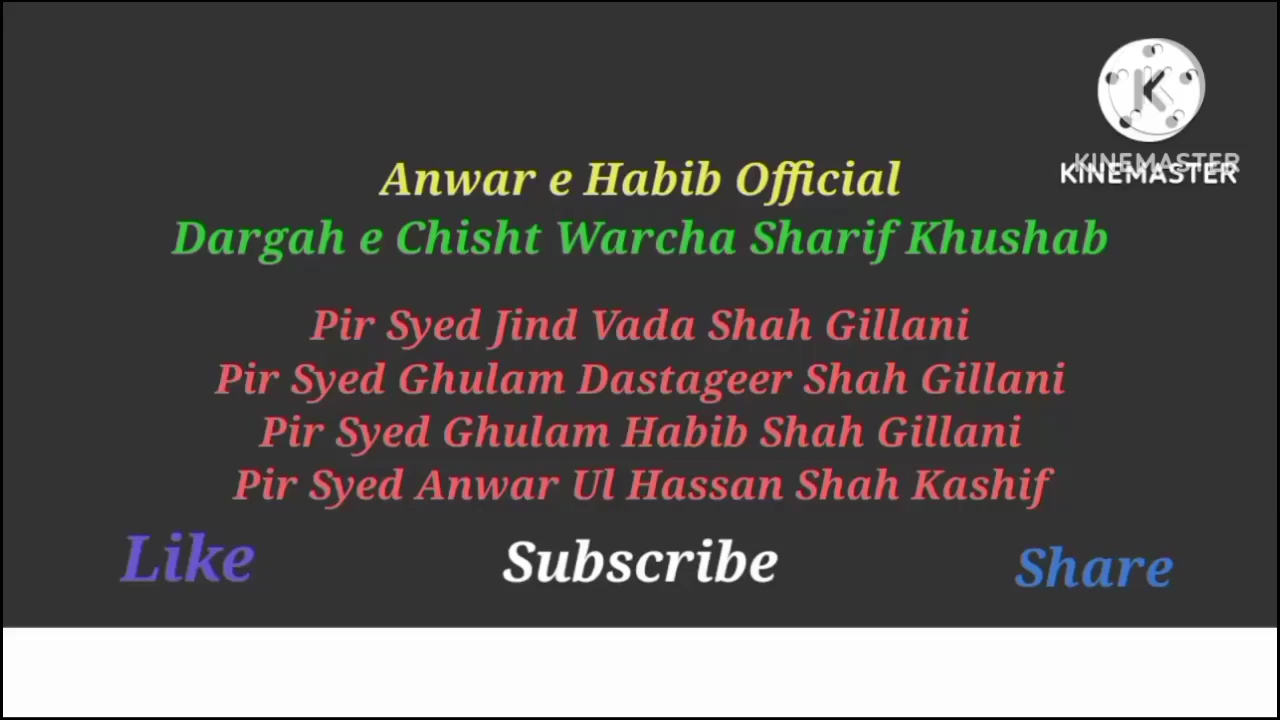 KINEMASTER
KINEMASTER
Anwar e Habib Official
Dargah e Chisht Warcha Sharif Khushab
Pir Syed Jind Vada Shah Gillani
Pir Syed Ghulam Dastageer Shah Gillani
Pir Syed Ghulam Habib Shah Gillani
Pir Syed Anwar Ul Hassan Shah Kashif
Like Subscribe Share